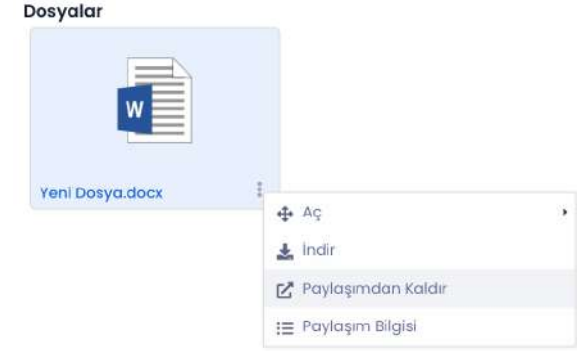 Dosyalar
W
Yeni Dosya.docx
Aç
İndir
Paylaşımdan Kaldır
Paylaşım Bilgisi